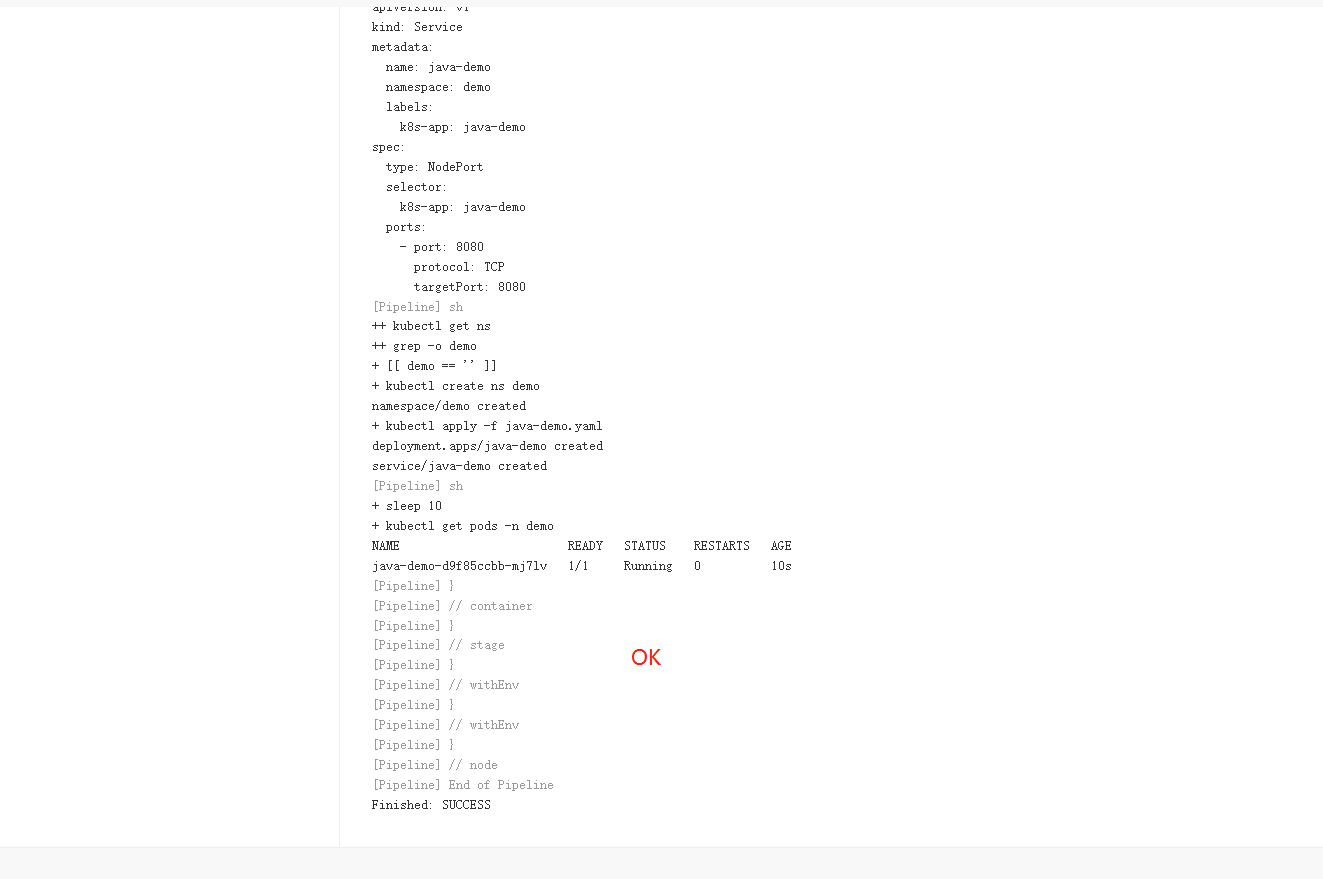 apiVersion: v1
kind: Service
metadata:
  name: java-demo
  namespace: demo
  labels:
    k8s-app: java-demo
spec:
  type: NodePort
  selector:
    k8s-app: java-demo
  ports:
    - port: 8080
      protocol: TCP
      targetPort: 8080
[Pipeline] sh
++ kubectl get ns
++ grep -o demo
+ [[ demo == '' ]]
+ kubectl create ns demo
namespace/demo created
+ kubectl apply -f java-demo.yaml
deployment.apps/java-demo created
service/java-demo created
[Pipeline] sh
+ sleep 10
+ kubectl get pods -n demo
NAME                        READY   STATUS    RESTARTS   AGE
java-demo-d9f85ccbb-mj7lv   1/1     Running   0          10s
[Pipeline] }
[Pipeline] // container
[Pipeline] }
[Pipeline] // stage
OK
[Pipeline] }
[Pipeline] // withEnv
[Pipeline] }
[Pipeline] // withEnv
[Pipeline] }
[Pipeline] // node
[Pipeline] End of Pipeline
Finished: SUCCESS